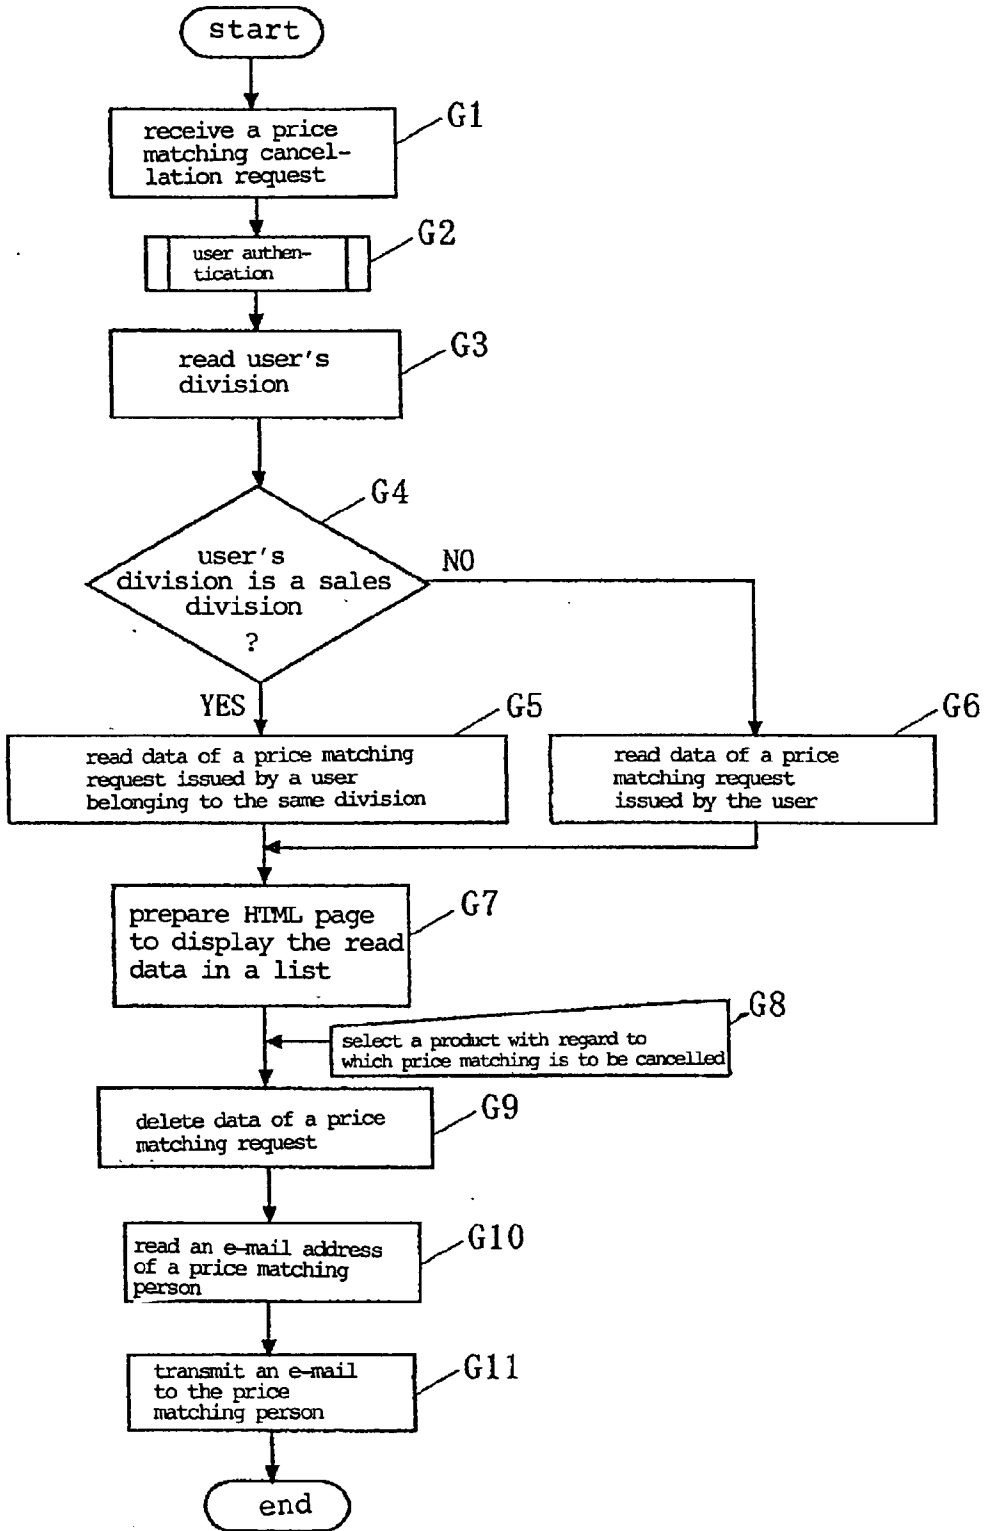 start
G1
receive a price
matching cancel-
lation request
G2
user authen-
tication
G3
read user's
division
G4
user's
division is a sales
division
?
NO
YES
G5
read data of a price matching
request issued by a user
belonging to the same division
G6
read data of a price
matching request
issued by the user
G7
prepare HTML page
to display the read
data in a list
G8
select a product with regard to
which price matching is to be cancelled
G9
delete data of a price
matching request
G10
read an e-mail address
of a price matching
person
G11
transmit an e-mail
to the price
matching person
end